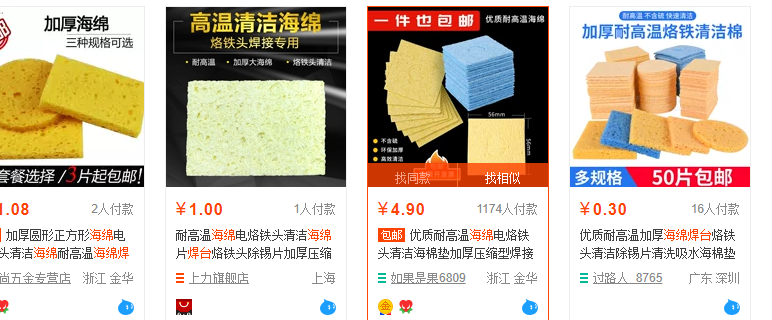 加厚海绵
三种规格可选
套餐选择/3片起包邮!
1.08
2人付款
加厚圆形正方形海绵电
头清洁海绵耐高温海绵焊
尚五金专营店
浙江 金华
高温清洁海绵
烙铁头焊接专用
• 耐高温 • 加厚大海绵 • 烙铁头清洁
￥1.00
1人付款
耐高温海绵电烙铁头清洁海绵
片焊台烙铁头除锡片加厚压缩
上力旗舰店
上海
一件也包邮
优质耐高温海绵
56mm
56mm
• 不含硫
• 环保加厚
• 高效清洁
找同款
找相似
￥4.90
1174人付款
包邮 优质耐高温海绵电烙铁
头清洁海绵垫加厚压缩型焊接
如果是果6809
浙江 金华
耐高温 不含硫 快速清洁
加厚耐高温烙铁清洁棉
多规格
50片包邮
￥0.30
16人付款
优质耐高温加厚海绵焊台烙铁
头清洁除锡片清洗吸水海绵垫
过路人_8765
广东 深圳